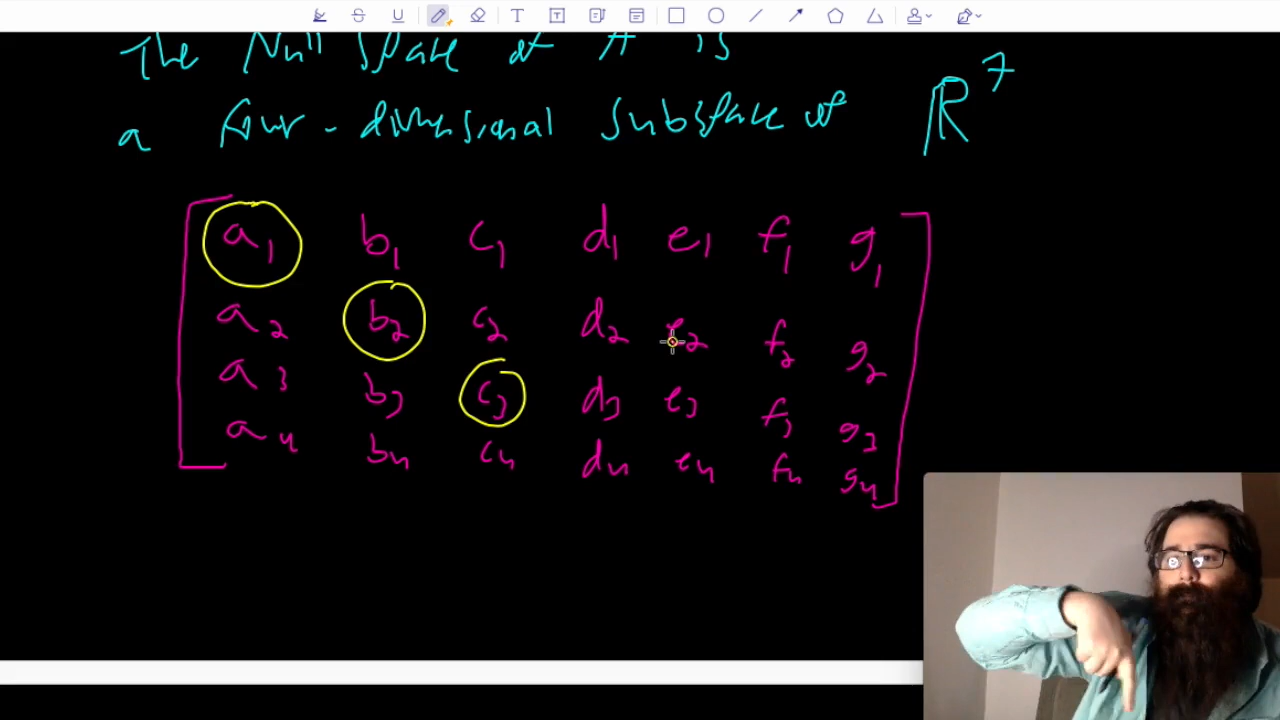 The Null space of A is
a four-dimensional subspace of ℝ⁷
a₁ b₁ c₁ d₁ e₁ f₁ g₁
a₂ b₂ c₂ d₂ e₂ f₂ g₂
a₃ b₃ c₃ d₃ e₃ f₃ g₃
a₄ b₄ c₄ d₄ e₄ f₄ g₄